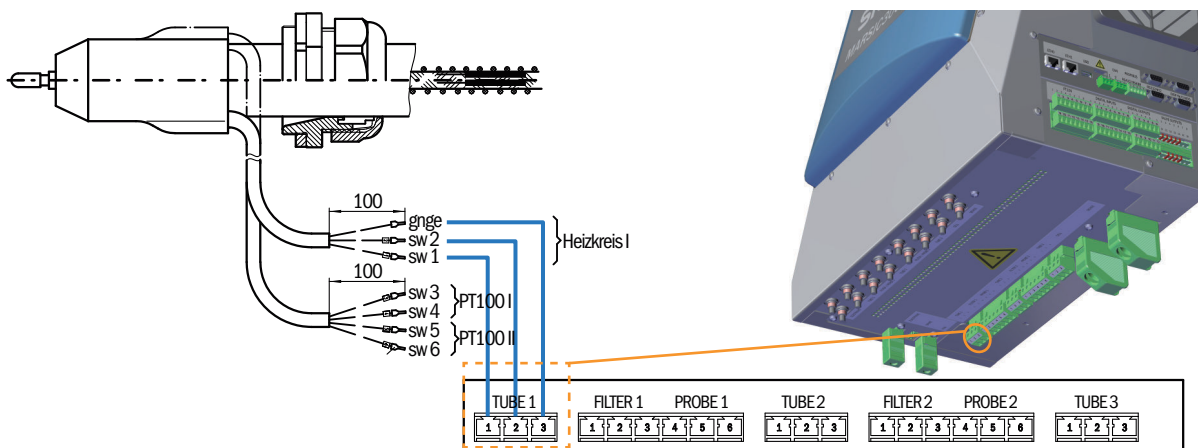 100
gnge
sw 2
sw 1
Heizkreis I
100
sw 3
sw 4
PT100 I
sw 5
sw 6
PT100 II
TUBE 1
1 2 3
FILTER 1 PROBE 1
1 2 3 4 5 6
TUBE 2
1 2 3
FILTER 2 PROBE 2
1 2 3 4 5 6
TUBE 3
1 2 3